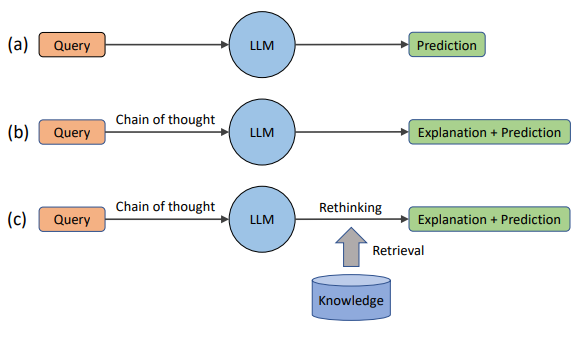 (a) Query LLM Prediction
(b) Query Chain of thought LLM Explanation + Prediction
(c) Query Chain of thought LLM Rethinking Explanation + Prediction
Retrieval
Knowledge